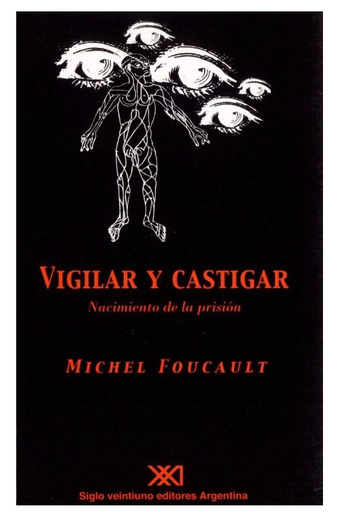 VIGILAR Y CASTIGAR
Nacimiento de la prisión
MICHEL FOUCAULT
XXI
Siglo veintiuno editores Argentina